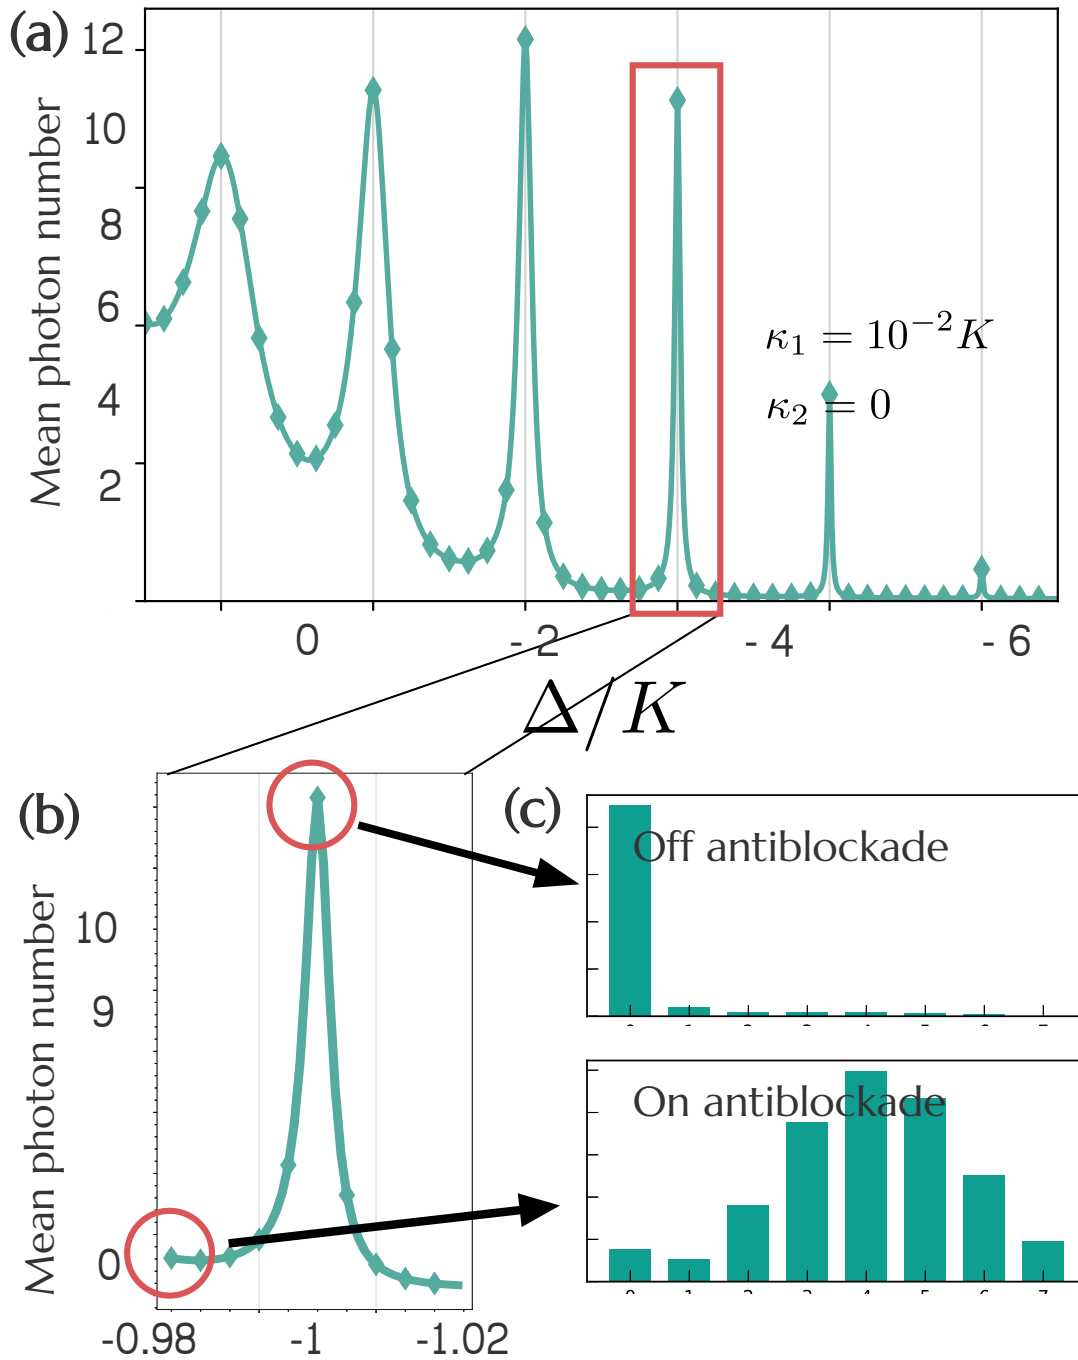 (a)
Mean photon number
12
10
8
6
4
2
κ₁ = 10⁻²K
κ₂ = 0
0 - 2 - 4 - 6
Δ/K
(b)
Mean photon number
10
9
0
-0.98 -1 -1.02
(c)
Off antiblockade
On antiblockade